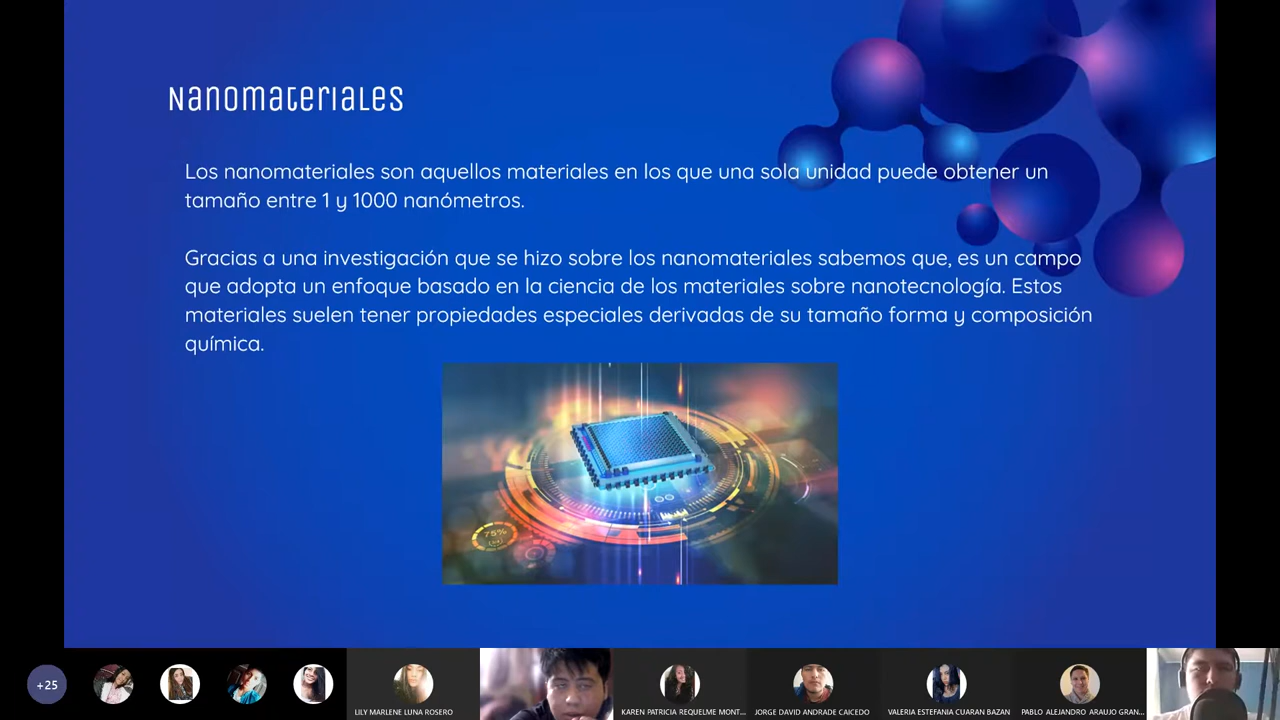 Nanomateriales
Los nanomateriales son aquellos materiales en los que una sola unidad puede obtener un
tamaño entre 1 y 1000 nanómetros.
Gracias a una investigación que se hizo sobre los nanomateriales sabemos que, es un campo
que adopta un enfoque basado en la ciencia de los materiales sobre nanotecnología. Estos
materiales suelen tener propiedades especiales derivadas de su tamaño forma y composición
química.
75%
+25
LILY MARLENE LUNA ROSERO
KAREN PATRICIA REQUELME MONT...
JORGE DAVID ANDRADE CAICEDO
VALERIA ESTEFANIA CUARAN BAZAN
PABLO ALEJANDRO ARAUJO GRAN...